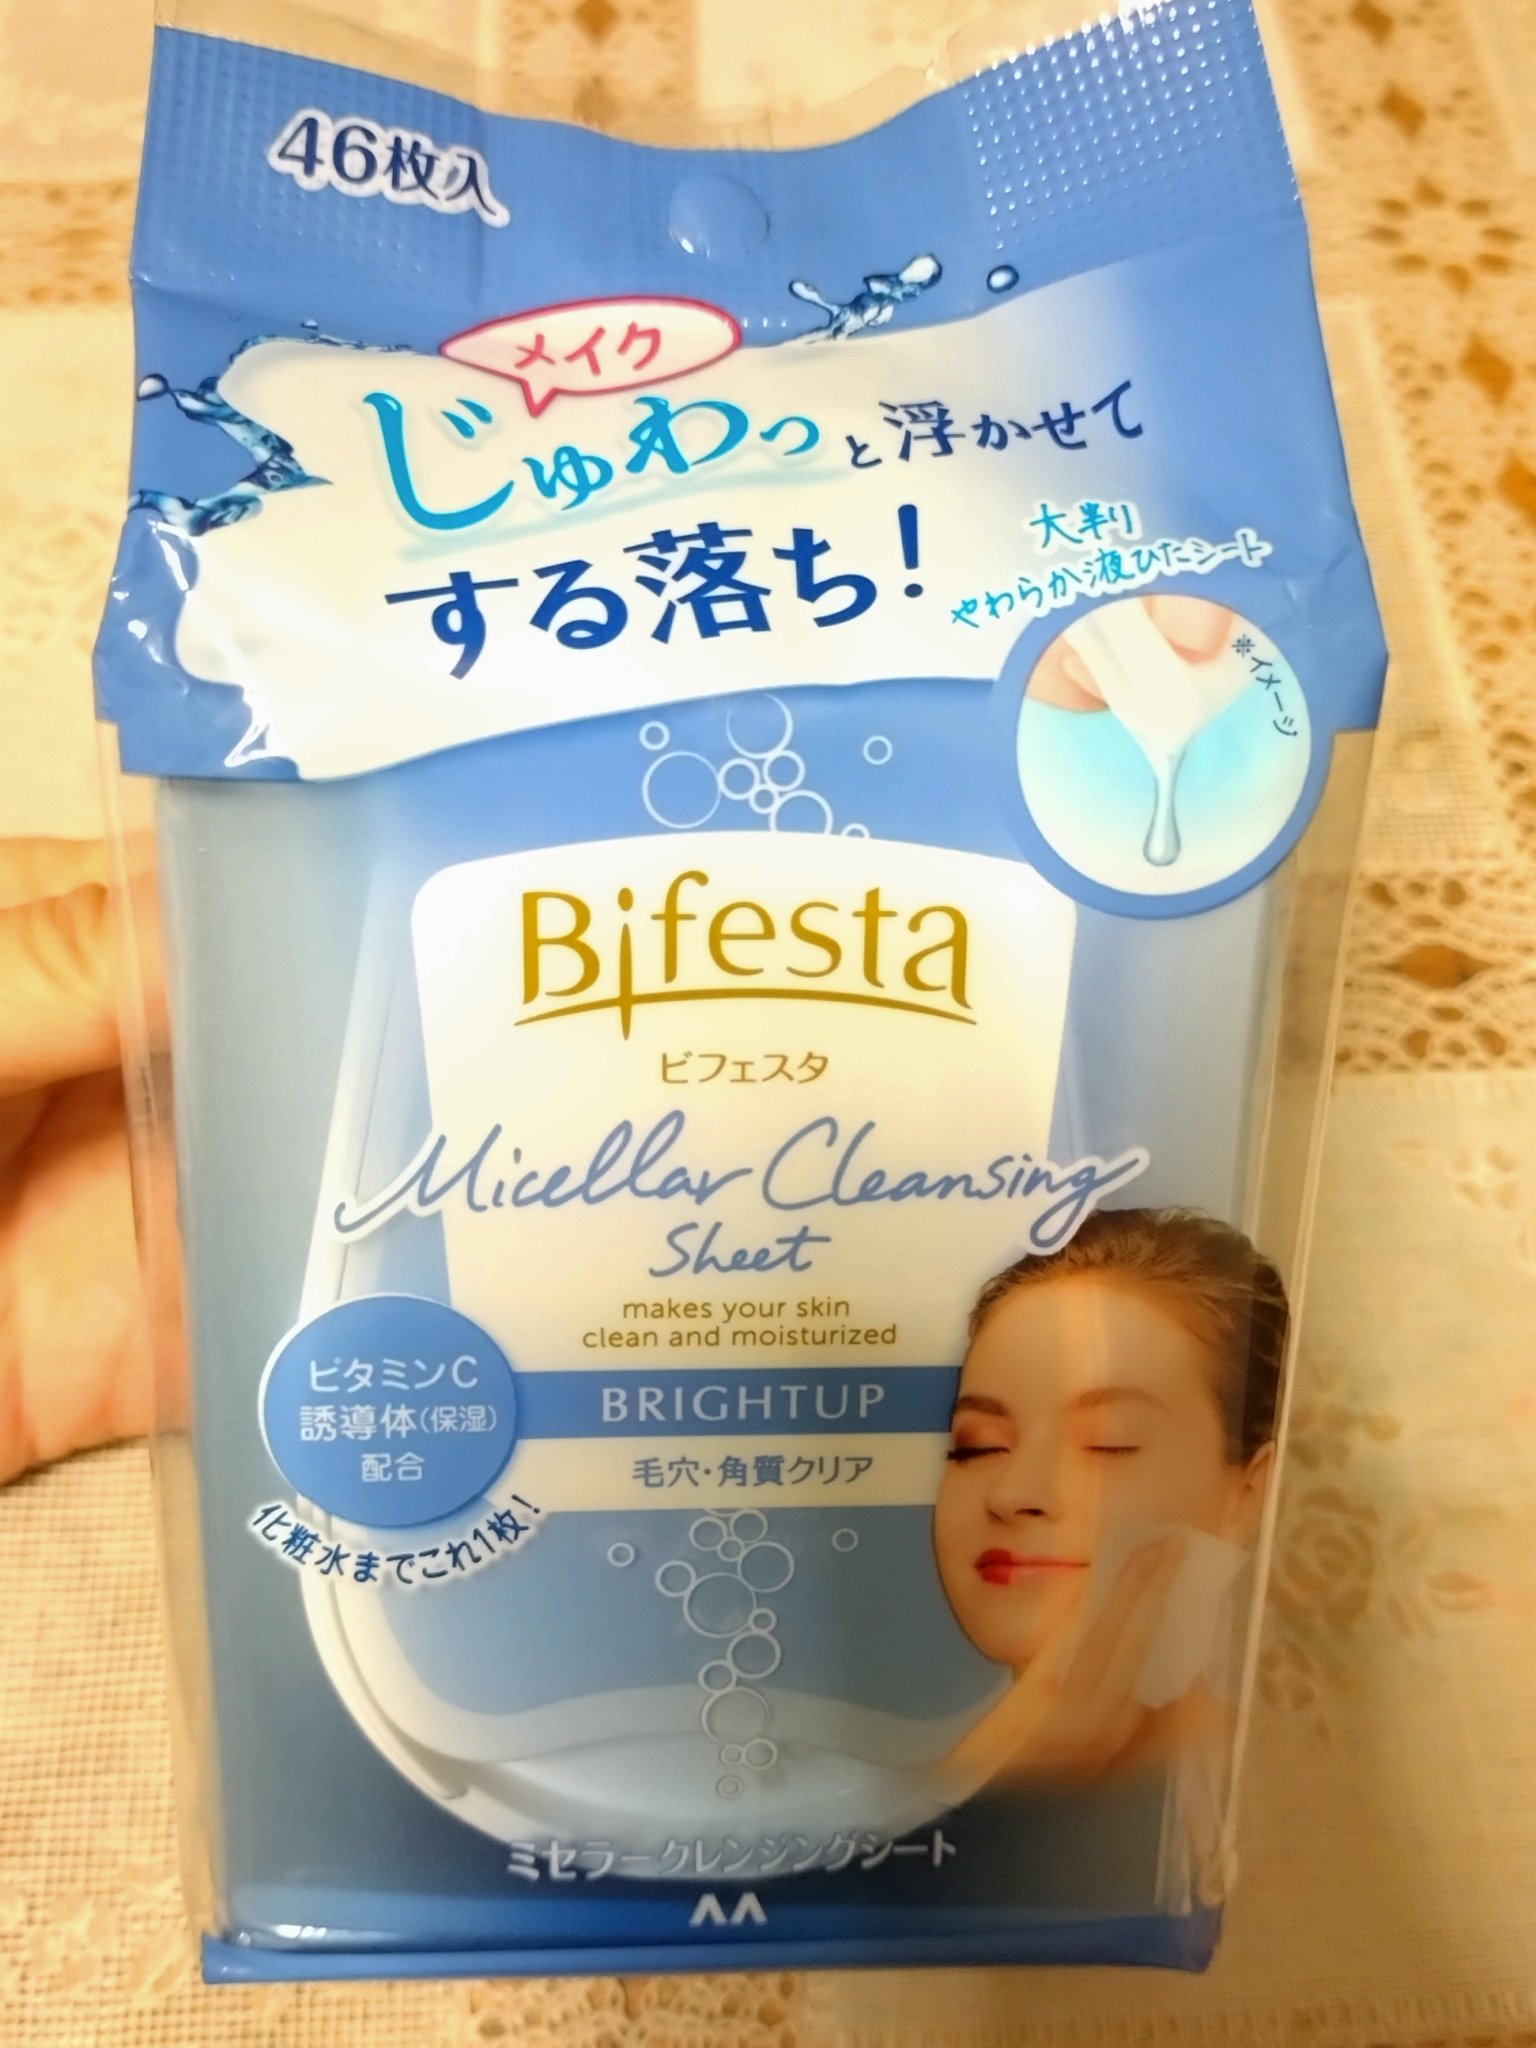 46枚入
メイク
じゅわっと浮かせて
する落ち!
大判
やわらか液ひたシート
※イメージ
Bifesta
ビフェスタ
Micellar Cleansing
Sheet
makes your skin
clean and moisturized
BRIGHTUP
毛穴・角質クリア
ビタミンC
誘導体(保湿)
配合
化粧水までこれ1枚!
ミセラークレンジングシート